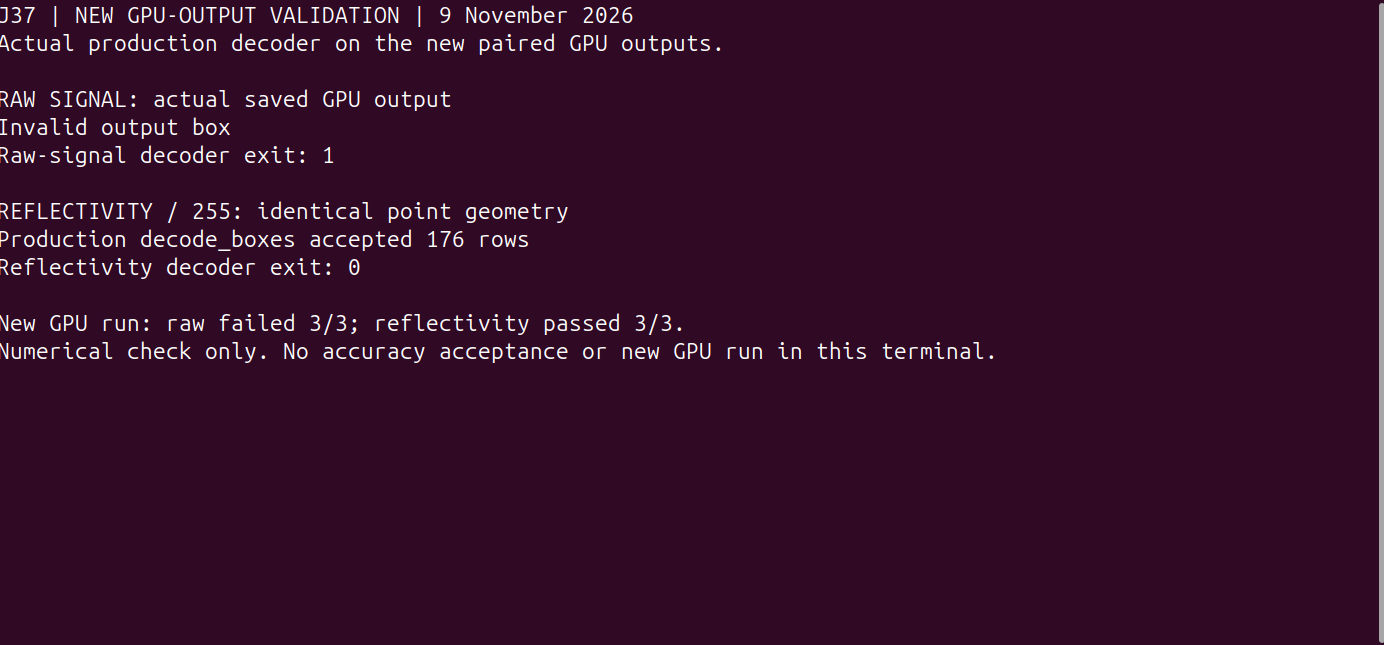 J37 | NEW GPU-OUTPUT VALIDATION | 9 November 2026
Actual production decoder on the new paired GPU outputs.
RAW SIGNAL: actual saved GPU output
Invalid output box
Raw-signal decoder exit: 1
REFLECTIVITY / 255: identical point geometry
Production decode_boxes accepted 176 rows
Reflectivity decoder exit: 0
New GPU run: raw failed 3/3; reflectivity passed 3/3.
Numerical check only. No accuracy acceptance or new GPU run in this terminal.